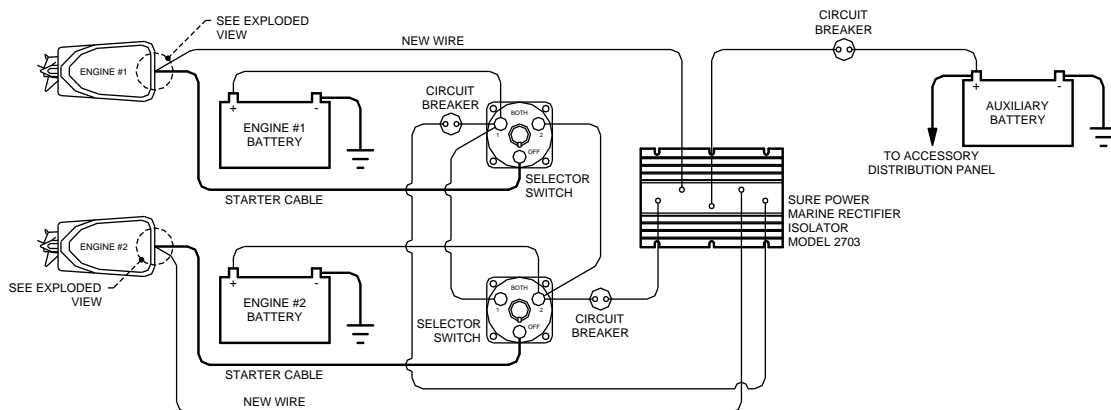 SEE EXPLODED
VIEW
ENGINE #1
NEW WIRE
+
-
ENGINE #1
BATTERY
STARTER CABLE
CIRCUIT
BREAKER
BOTH
1
2
OFF
SELECTOR
SWITCH
CIRCUIT
BREAKER
+
-
AUXILIARY
BATTERY
TO ACCESSORY
DISTRIBUTION PANEL
SURE POWER
MARINE RECTIFIER
ISOLATOR
MODEL 2703
ENGINE #2
SEE EXPLODED
VIEW
+
-
ENGINE #2
BATTERY
STARTER CABLE
NEW WIRE
BOTH
1
2
OFF
SELECTOR
SWITCH
CIRCUIT
BREAKER